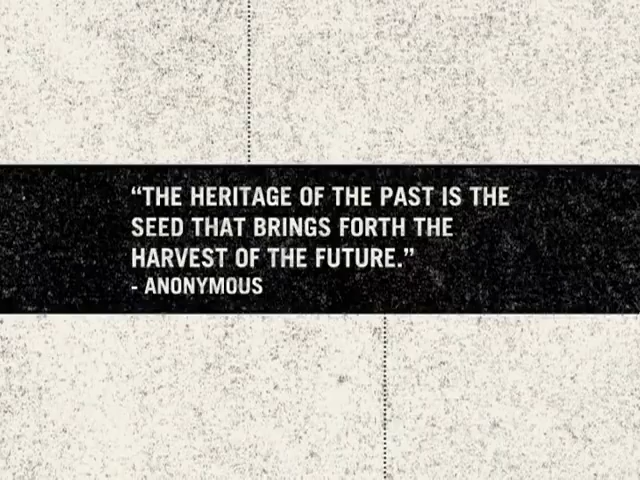 “THE HERITAGE OF THE PAST IS THE
SEED THAT BRINGS FORTH THE
HARVEST OF THE FUTURE.”
- ANONYMOUS